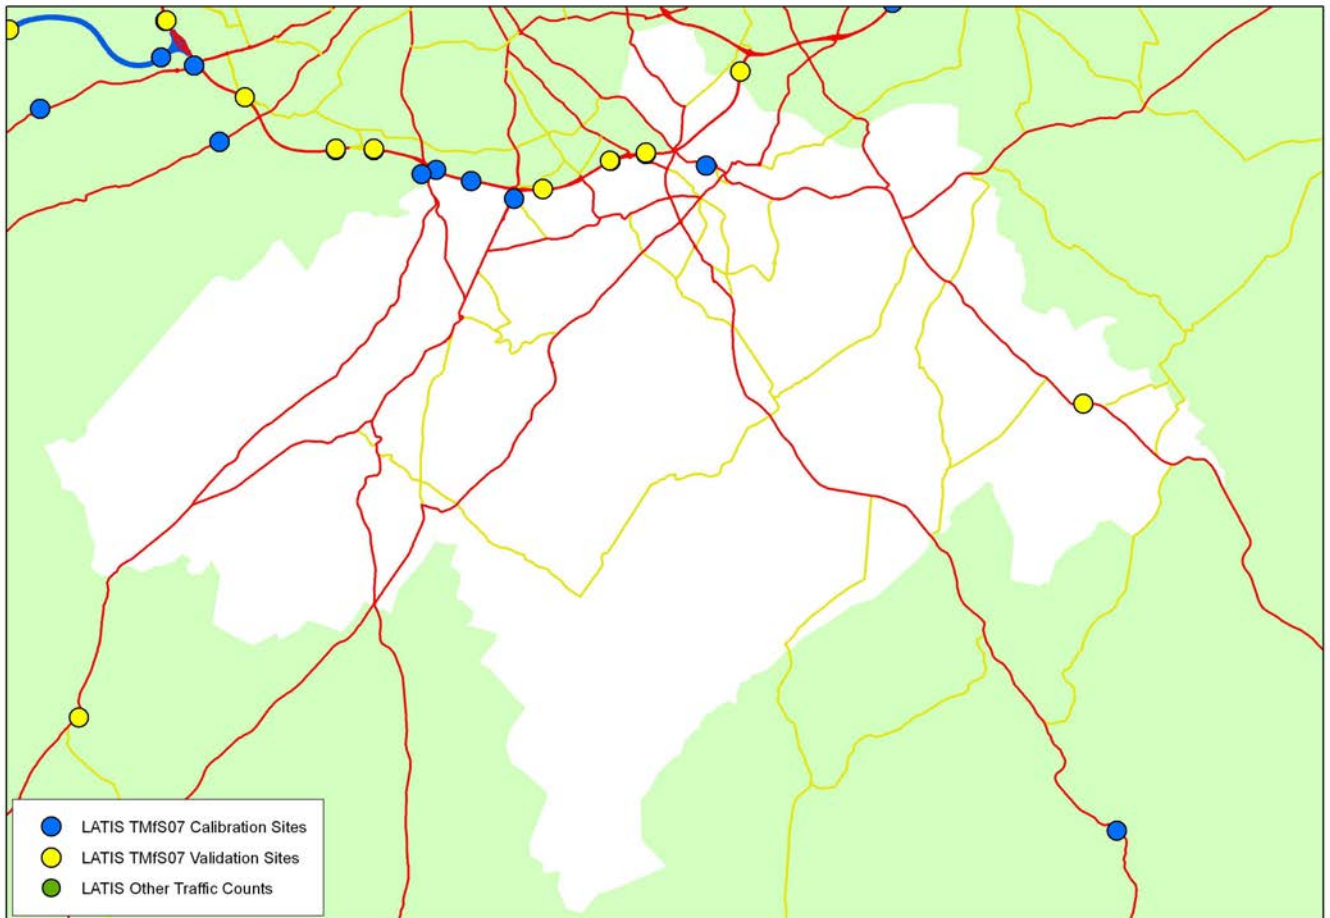 LATIS TMfS07 Calibration Sites
LATIS TMfS07 Validation Sites
LATIS Other Traffic Counts